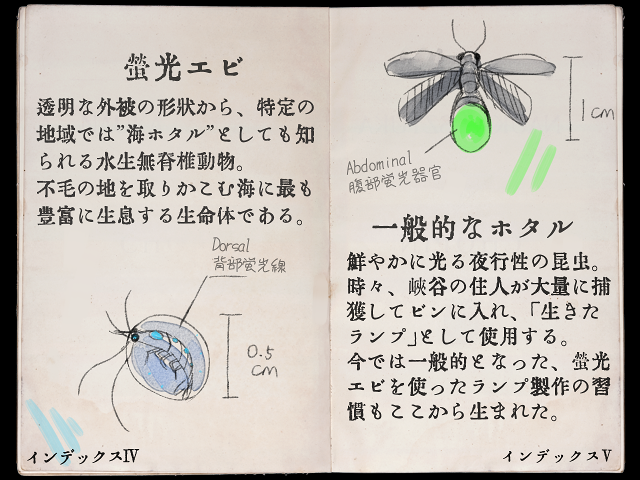 螢光エビ
透明な外被の形狀から、特定の
地域では"海ホタル"としても知
られる水生無脊椎動物。
不毛の地を取りかこむ海に最も
豊富に生息する生命体である。
Dorsal
背部蛍光線
0.5
cm
インデックスⅣ
1cm
Abdominal
腹部蛍光器官
一般的なホタル
鮮やかに光る夜行性の昆虫。
時々、峽谷の住人が大量に捕
獲してビンに入れ、「生きた
ランプ」として使用する。
今では一般的となった、螢光
エビを使ったランプ製作の習
慣もここから生まれた。
インデックスⅤ